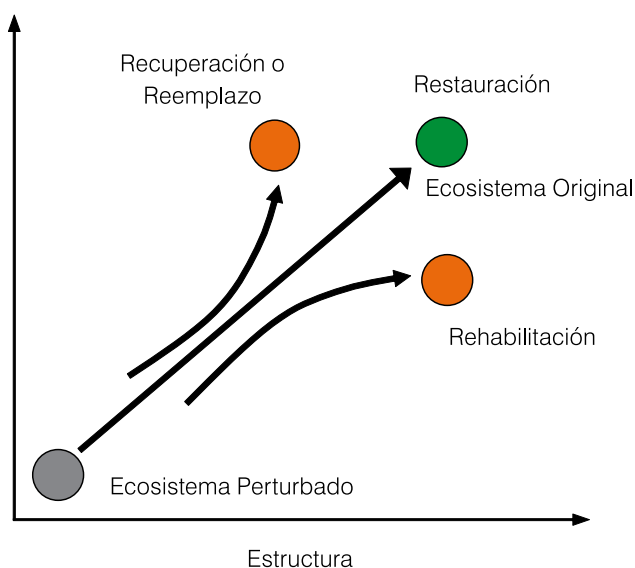 Recuperación o
Reemplazo
Restauración
Ecosistema Original
Rehabilitación
Ecosistema Perturbado
Estructura